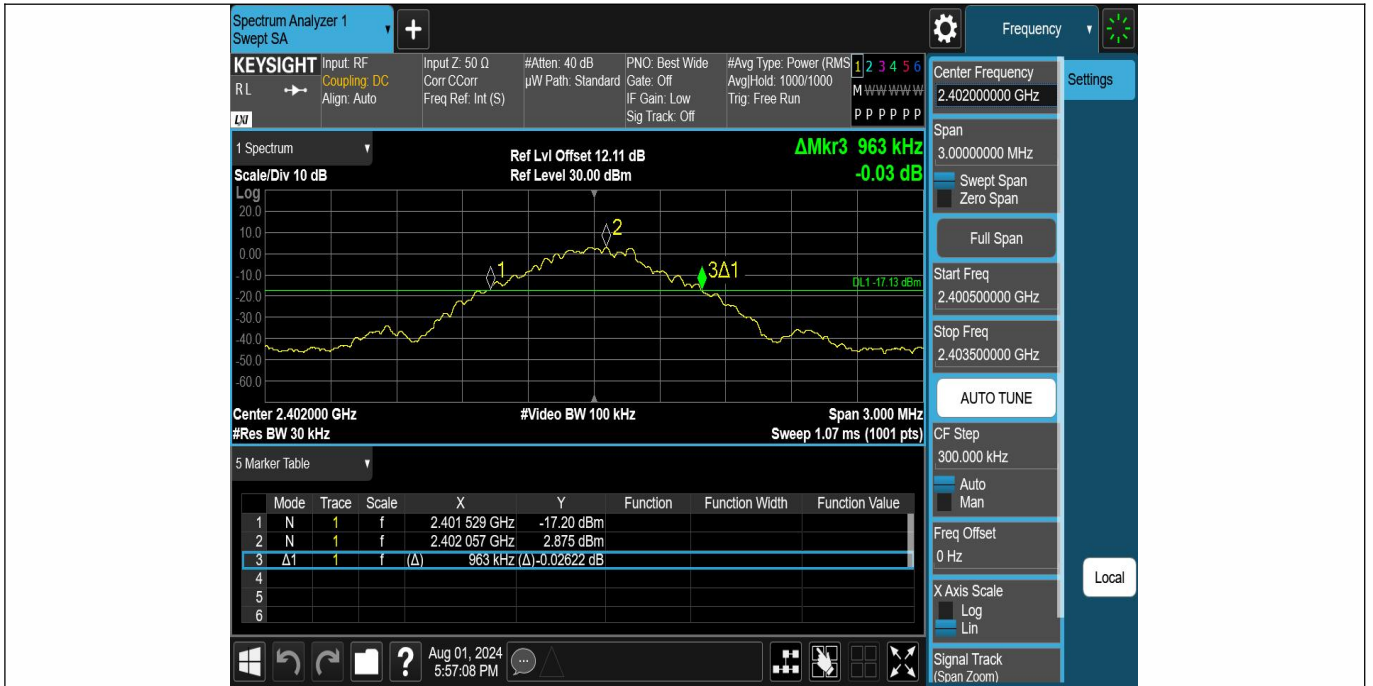 Spectrum Analyzer 1
Swept SA
+
Frequency
KEYSIGHT
RL
LXI
Input: RF
Coupling: DC
Align: Auto
Input Z: 50 Ω
Corr CCorr
Freq Ref: Int (S)
#Atten: 40 dB
µW Path: Standard
PNO: Best Wide
Gate: Off
IF Gain: Low
Sig Track: Off
#Avg Type: Power (RMS
Avg|Hold: 1000/1000
Trig: Free Run
1 2 3 4 5 6
M W W W W W
P P P P P P
1 Spectrum
Scale/Div 10 dB
Ref Lvl Offset 12.11 dB
Ref Level 30.00 dBm
ΔMkr3 963 kHz
-0.03 dB
Log
20.0
10.0
0.00
-10.0
-20.0
-30.0
-40.0
-50.0
-60.0
1
2
3Δ1
DL1 -17.13 dBm
Center 2.402000 GHz
#Res BW 30 kHz
#Video BW 100 kHz
Span 3.000 MHz
Sweep 1.07 ms (1001 pts)
5 Marker Table
Mode Trace Scale X Y Function Function Width Function Value
1 N 1 f 2.401 529 GHz -17.20 dBm
2 N 1 f 2.402 057 GHz 2.875 dBm
3 Δ1 1 f (Δ) 963 kHz (Δ) -0.02622 dB
4
5
6
?
Aug 01, 2024
5:57:08 PM
Center Frequency
2.402000000 GHz
Span
3.00000000 MHz
Swept Span
Zero Span
Full Span
Start Freq
2.400500000 GHz
Stop Freq
2.403500000 GHz
AUTO TUNE
CF Step
300.000 kHz
Auto
Man
Freq Offset
0 Hz
X Axis Scale
Log
Lin
Signal Track
(Span Zoom)
Settings
Local